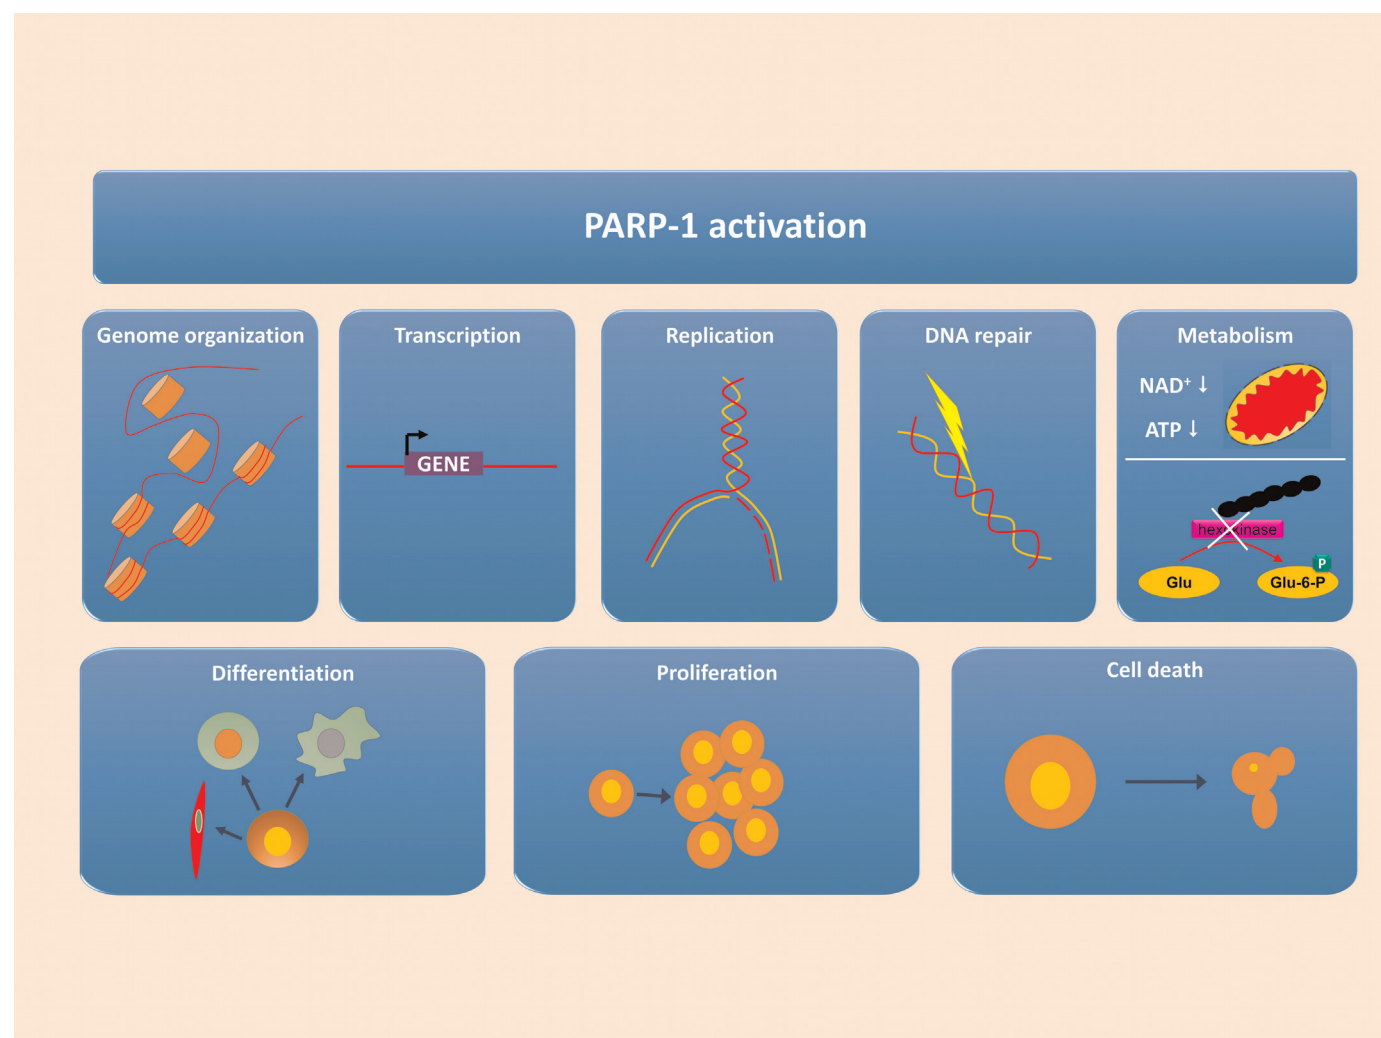 PARP-1 activation
Genome organization
Transcription
GENE
Replication
DNA repair
Metabolism
NAD⁺ ↓
ATP ↓
hexokinase
P
Glu
Glu-6-P
Differentiation
Proliferation
Cell death